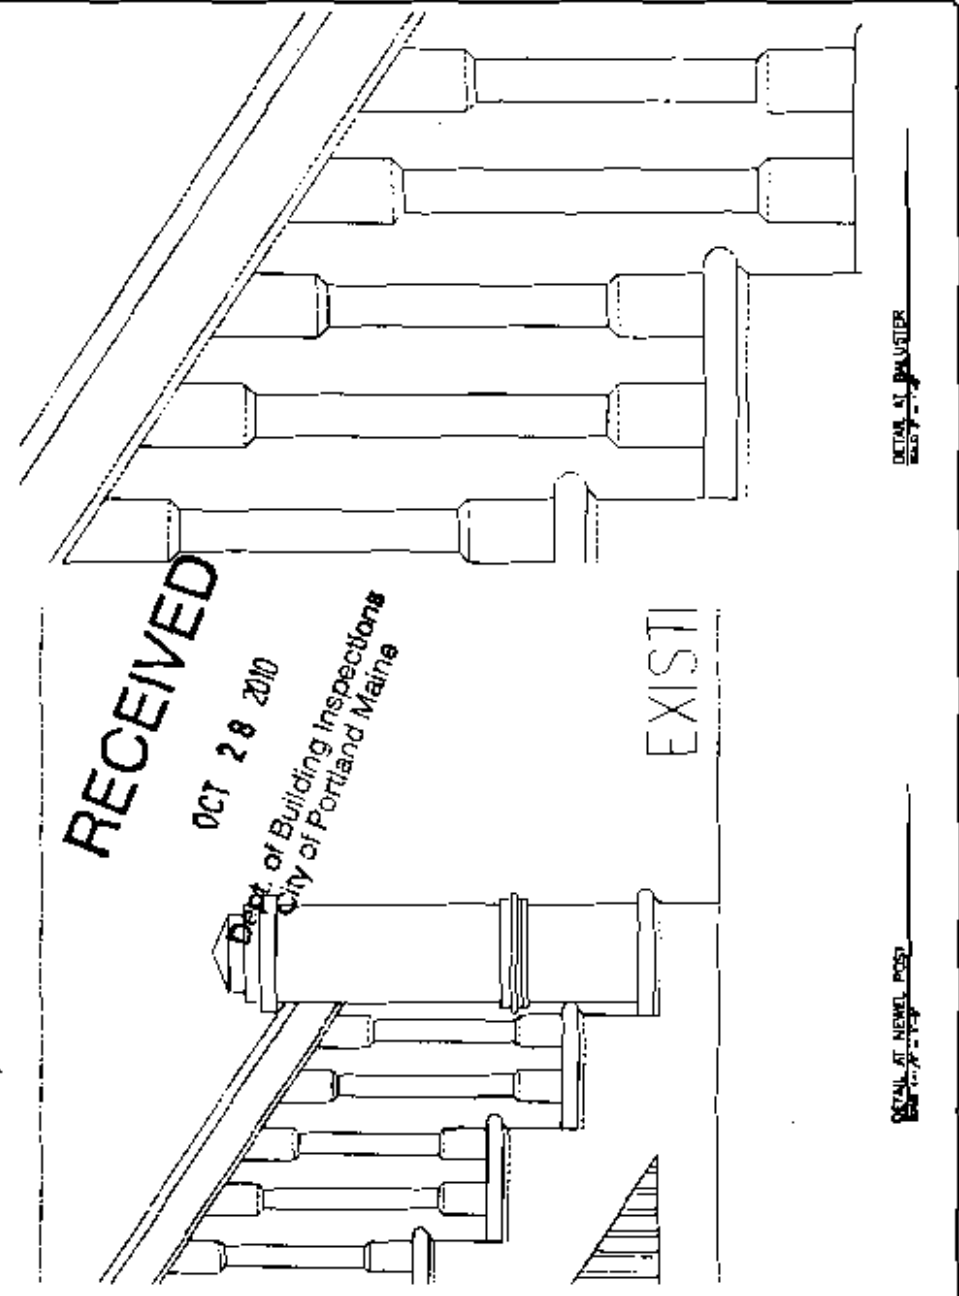 DETAIL AT BALUSTER
RECEIVED
OCT 28 2010
Dept. of Building Inspections
City of Portland Maine
EXISTI
DETAIL AT NEWEL POST